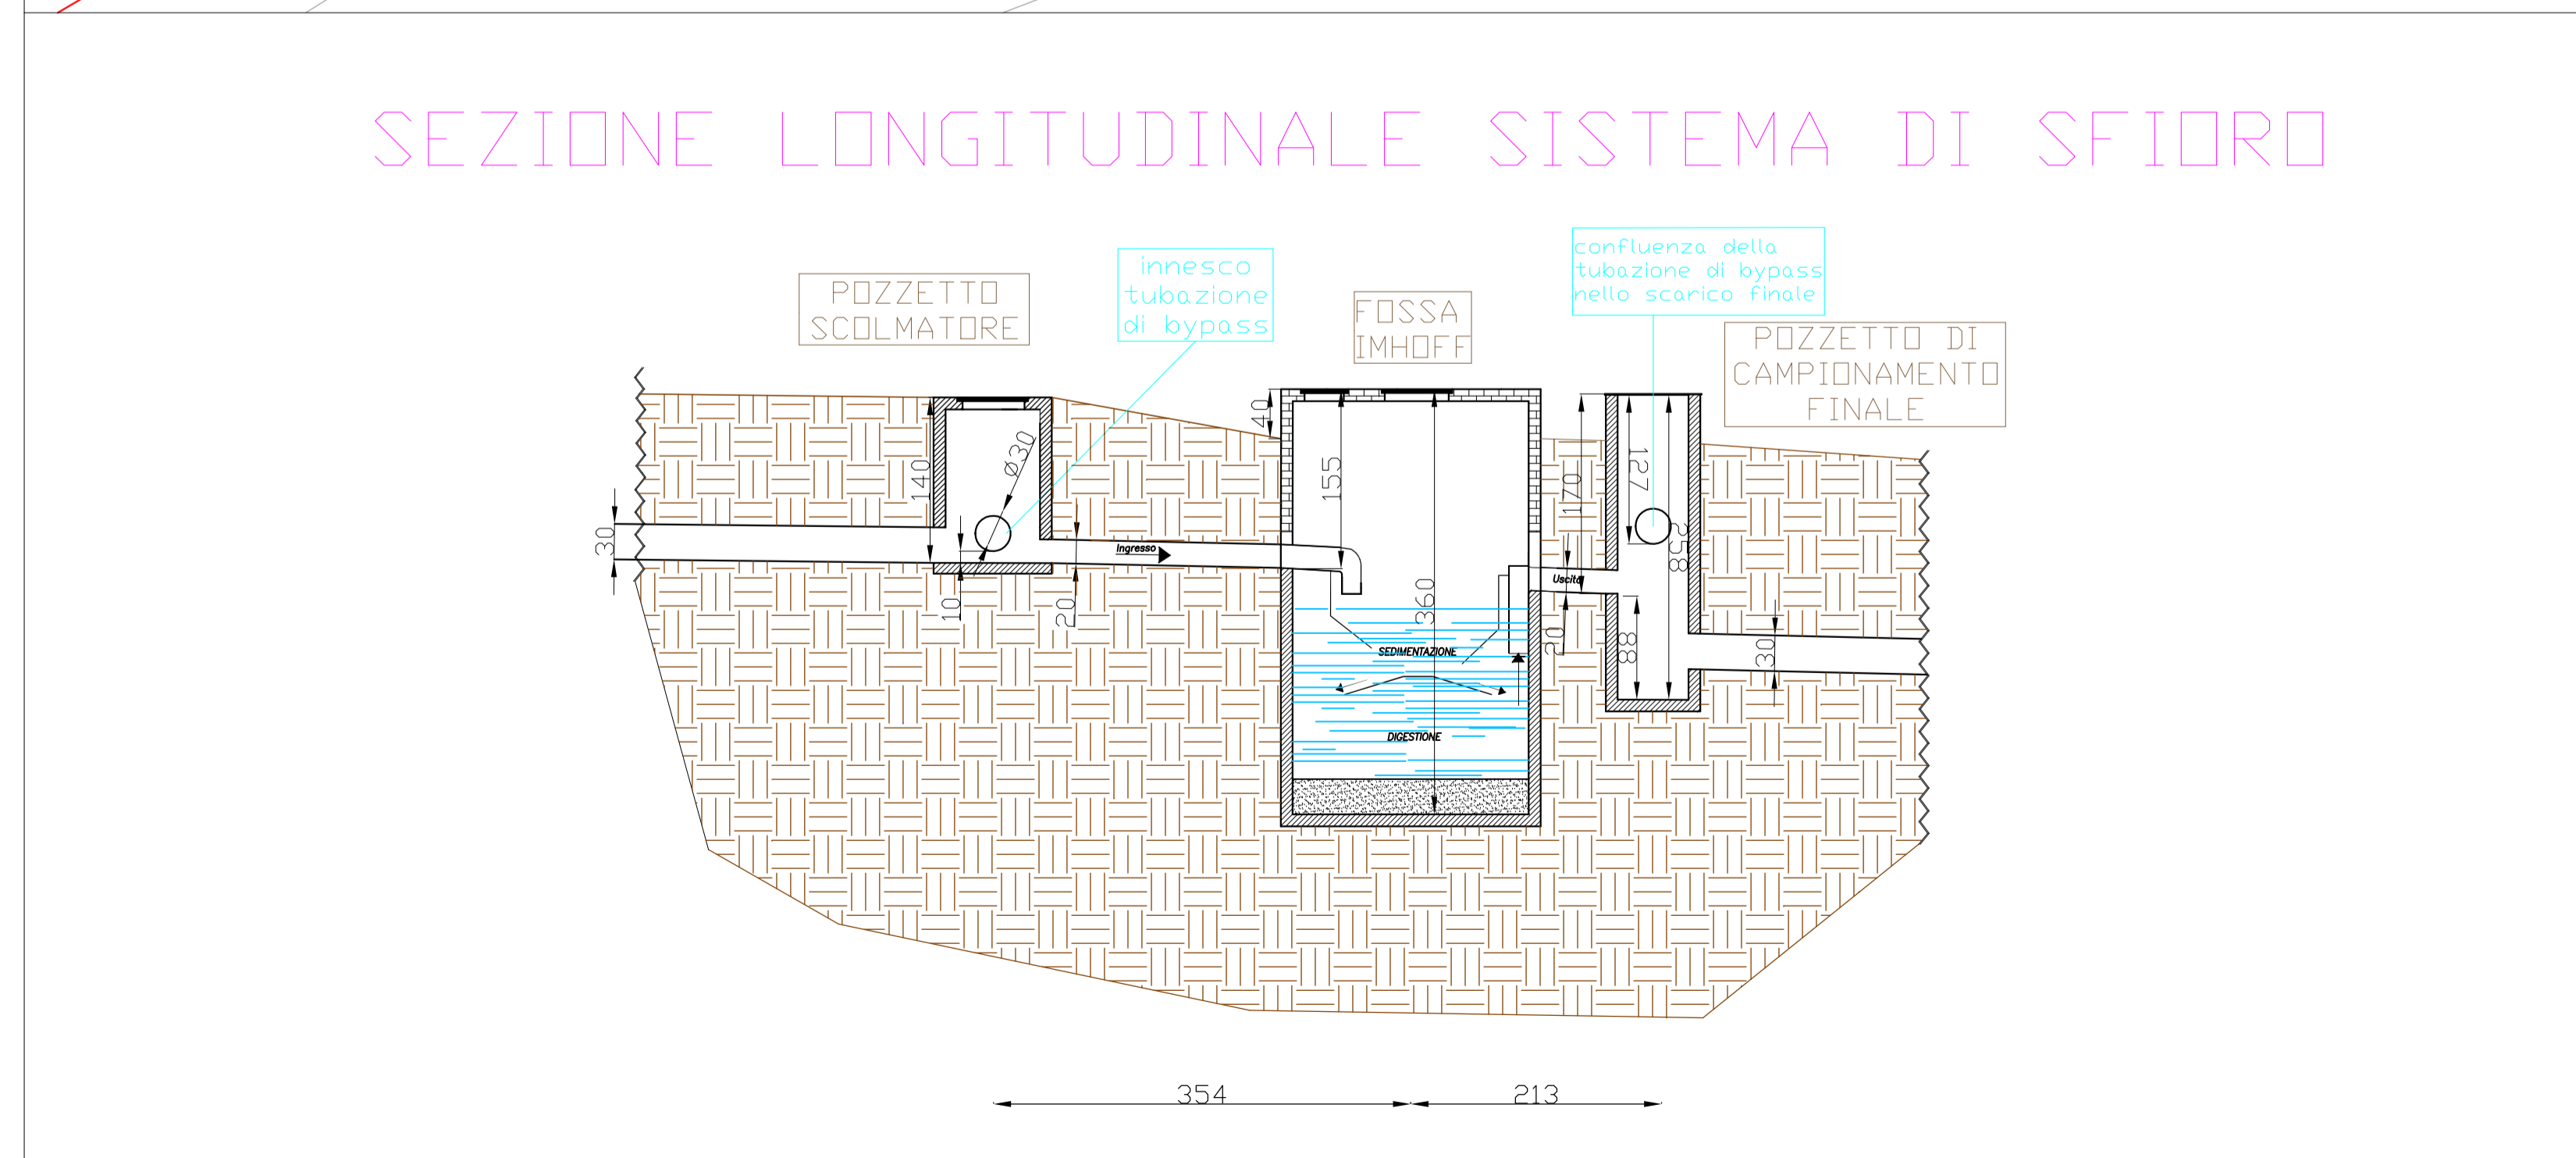 SEZIONE LONGITUDINALE SISTEMA DI SFIORO
POZZETTO
SCOLMATORE
innesco
tubazione
di bypass
FOSSA
IMHOFF
confluenza della
tubazione di bypass
nello scarico finale
POZZETTO DI
CAMPIONAMENTO
FINALE
30
140
Ø30
10
20
Ingresso
40
155
360
SEDIMENTAZIONE
DIGESTIONE
170
Uscita
20
127
258
88
30
354
213